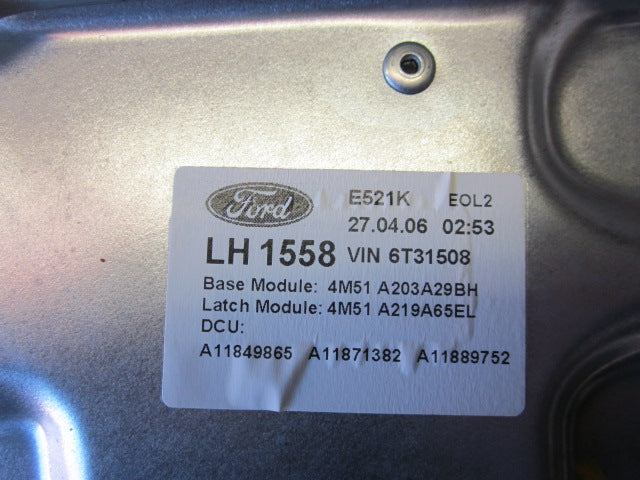 Ford
E521K EOL2
27.04.06 02:53
LH 1558 VIN 6T31508
Base Module: 4M51 A203A29BH
Latch Module: 4M51 A219A65EL
DCU:
A11849865 A11871382 A11889752